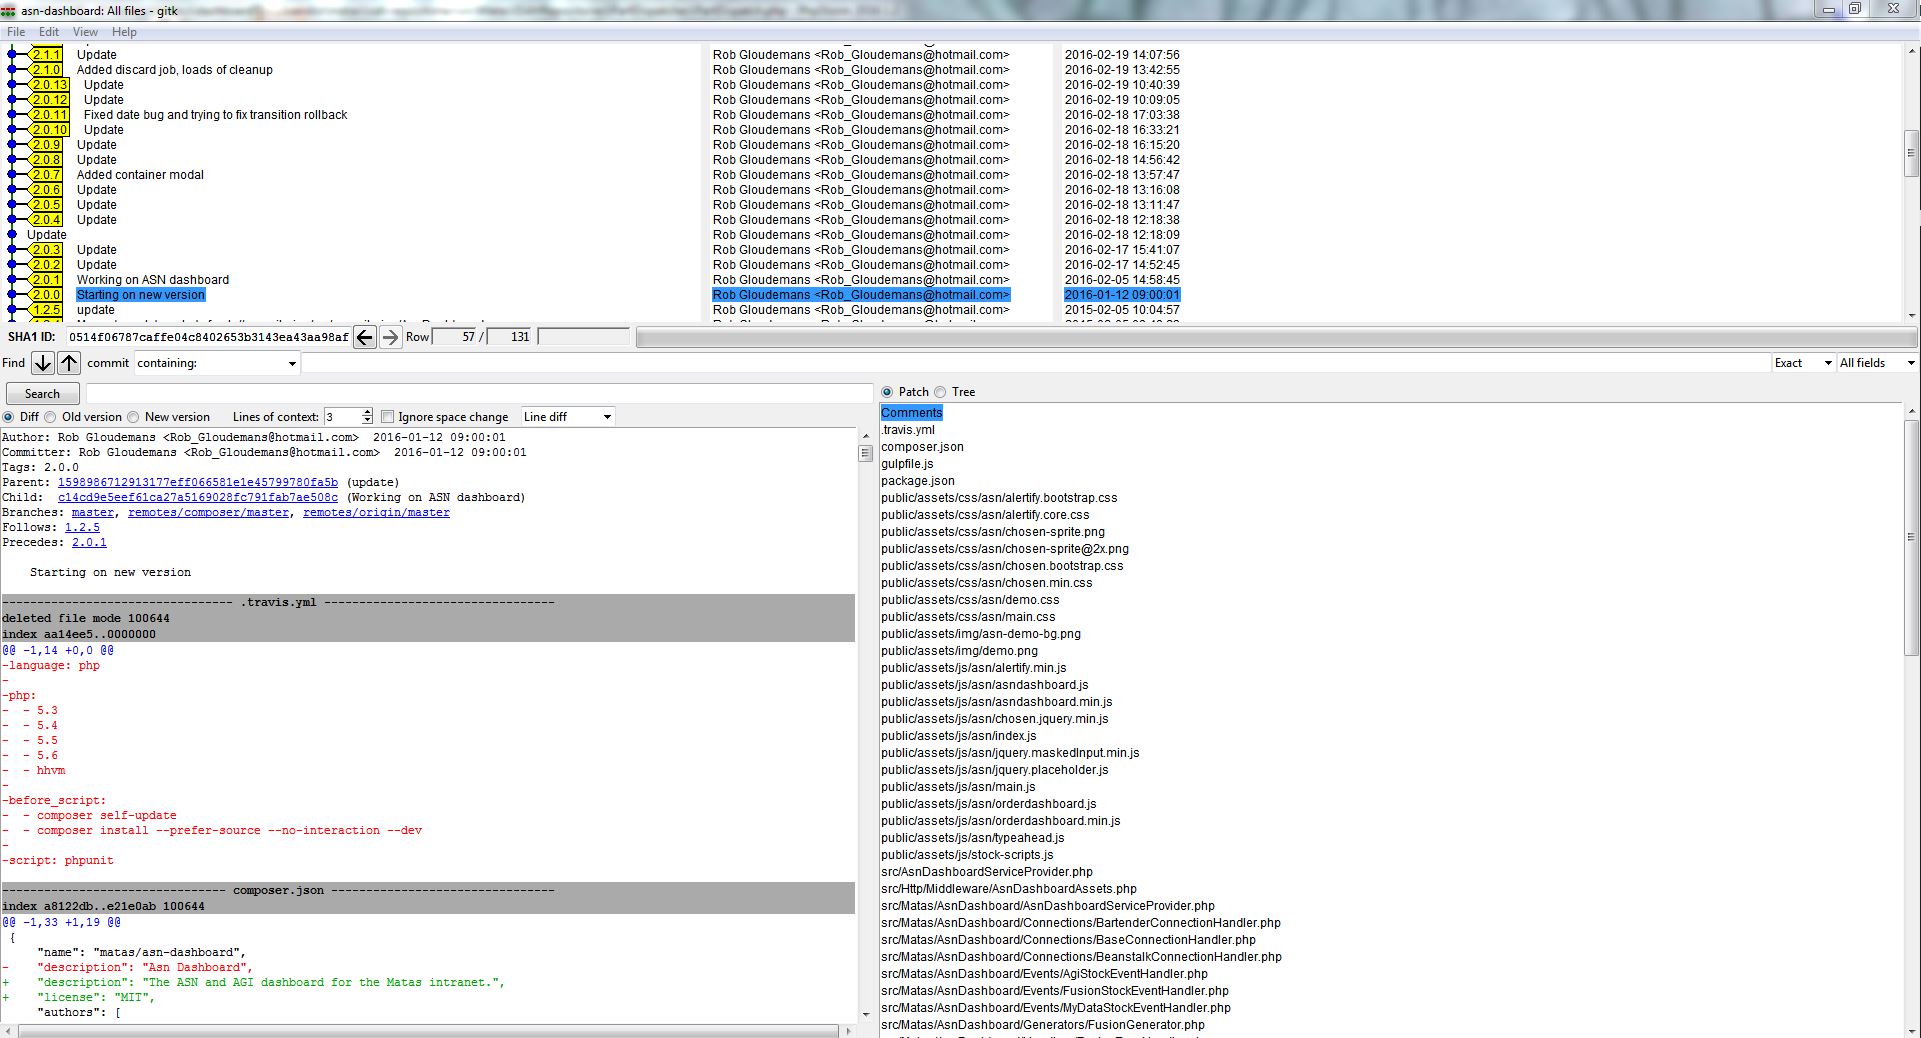 asn-dashboard: All files - gitk
File Edit View Help
2.1.1 Update Rob Gloudemans <Rob_Gloudemans@hotmail.com> 2016-02-19 14:07:56
2.1.0 Added discard job, loads of cleanup Rob Gloudemans <Rob_Gloudemans@hotmail.com> 2016-02-19 13:42:55
2.0.13 Update Rob Gloudemans <Rob_Gloudemans@hotmail.com> 2016-02-19 10:40:39
2.0.12 Update Rob Gloudemans <Rob_Gloudemans@hotmail.com> 2016-02-19 10:09:05
2.0.11 Fixed date bug and trying to fix transition rollback Rob Gloudemans <Rob_Gloudemans@hotmail.com> 2016-02-18 17:03:38
2.0.10 Update Rob Gloudemans <Rob_Gloudemans@hotmail.com> 2016-02-18 16:33:21
2.0.9 Update Rob Gloudemans <Rob_Gloudemans@hotmail.com> 2016-02-18 16:15:20
2.0.8 Update Rob Gloudemans <Rob_Gloudemans@hotmail.com> 2016-02-18 14:56:42
2.0.7 Added container modal Rob Gloudemans <Rob_Gloudemans@hotmail.com> 2016-02-18 13:57:47
2.0.6 Update Rob Gloudemans <Rob_Gloudemans@hotmail.com> 2016-02-18 13:16:08
2.0.5 Update Rob Gloudemans <Rob_Gloudemans@hotmail.com> 2016-02-18 13:11:47
2.0.4 Update Rob Gloudemans <Rob_Gloudemans@hotmail.com> 2016-02-18 12:18:38
Update Rob Gloudemans <Rob_Gloudemans@hotmail.com> 2016-02-18 12:18:09
2.0.3 Update Rob Gloudemans <Rob_Gloudemans@hotmail.com> 2016-02-17 15:41:07
2.0.2 Update Rob Gloudemans <Rob_Gloudemans@hotmail.com> 2016-02-17 14:52:45
2.0.1 Working on ASN dashboard Rob Gloudemans <Rob_Gloudemans@hotmail.com> 2016-02-05 14:58:45
2.0.0 Starting on new version Rob Gloudemans <Rob_Gloudemans@hotmail.com> 2016-01-12 09:00:01
1.2.5 update Rob Gloudemans <Rob_Gloudemans@hotmail.com> 2015-02-05 10:04:57
SHA1 ID: 0514f06787caffe04c8402653b3143ea43aa98af Row 57 / 131
Find commit containing: Exact All fields
Search
Diff Old version New version Lines of context: 3 Ignore space change Line diff
Author: Rob Gloudemans <Rob_Gloudemans@hotmail.com> 2016-01-12 09:00:01
Committer: Rob Gloudemans <Rob_Gloudemans@hotmail.com> 2016-01-12 09:00:01
Tags: 2.0.0
Parent: 1598986712913177eff066581e1e45799780fa5b (update)
Child: c14cd9e5eef61ca27a5169028fc791fab7ae508c (Working on ASN dashboard)
Branches: master, remotes/composer/master, remotes/origin/master
Follows: 1.2.5
Precedes: 2.0.1
Starting on new version
--------------------------------- .travis.yml ---------------------------------
deleted file mode 100644
index aa14ee5..0000000
@@ -1,14 +0,0 @@
-language: php
-
-php:
- - 5.3
- - 5.4
- - 5.5
- - 5.6
- - hhvm
-
-before_script:
- - composer self-update
- - composer install --prefer-source --no-interaction --dev
-
-script: phpunit
-------------------------------- composer.json --------------------------------
index a8122db..e21e0ab 100644
@@ -1,33 +1,19 @@
{
"name": "matas/asn-dashboard",
- "description": "Asn Dashboard",
+ "description": "The ASN and AGI dashboard for the Matas intranet.",
+ "license": "MIT",
"authors": [
Patch Tree
Comments
.travis.yml
composer.json
gulpfile.js
package.json
public/assets/css/asn/alertify.bootstrap.css
public/assets/css/asn/alertify.core.css
public/assets/css/asn/chosen-sprite.png
public/assets/css/asn/chosen-sprite@2x.png
public/assets/css/asn/chosen.bootstrap.css
public/assets/css/asn/chosen.min.css
public/assets/css/asn/demo.css
public/assets/css/asn/main.css
public/assets/img/asn-demo-bg.png
public/assets/img/demo.png
public/assets/js/asn/alertify.min.js
public/assets/js/asn/asndashboard.js
public/assets/js/asn/asndashboard.min.js
public/assets/js/asn/chosen.jquery.min.js
public/assets/js/asn/index.js
public/assets/js/asn/jquery.maskedInput.min.js
public/assets/js/asn/jquery.placeholder.js
public/assets/js/asn/main.js
public/assets/js/asn/orderdashboard.js
public/assets/js/asn/orderdashboard.min.js
public/assets/js/asn/typeahead.js
public/assets/js/stock-scripts.js
src/AsnDashboardServiceProvider.php
src/Http/Middleware/AsnDashboardAssets.php
src/Matas/AsnDashboard/AsnDashboardServiceProvider.php
src/Matas/AsnDashboard/Connections/BartenderConnectionHandler.php
src/Matas/AsnDashboard/Connections/BaseConnectionHandler.php
src/Matas/AsnDashboard/Connections/BeanstalkConnectionHandler.php
src/Matas/AsnDashboard/Events/AgiStockEventHandler.php
src/Matas/AsnDashboard/Events/FusionStockEventHandler.php
src/Matas/AsnDashboard/Events/MyDataStockEventHandler.php
src/Matas/AsnDashboard/Generators/FusionGenerator.php